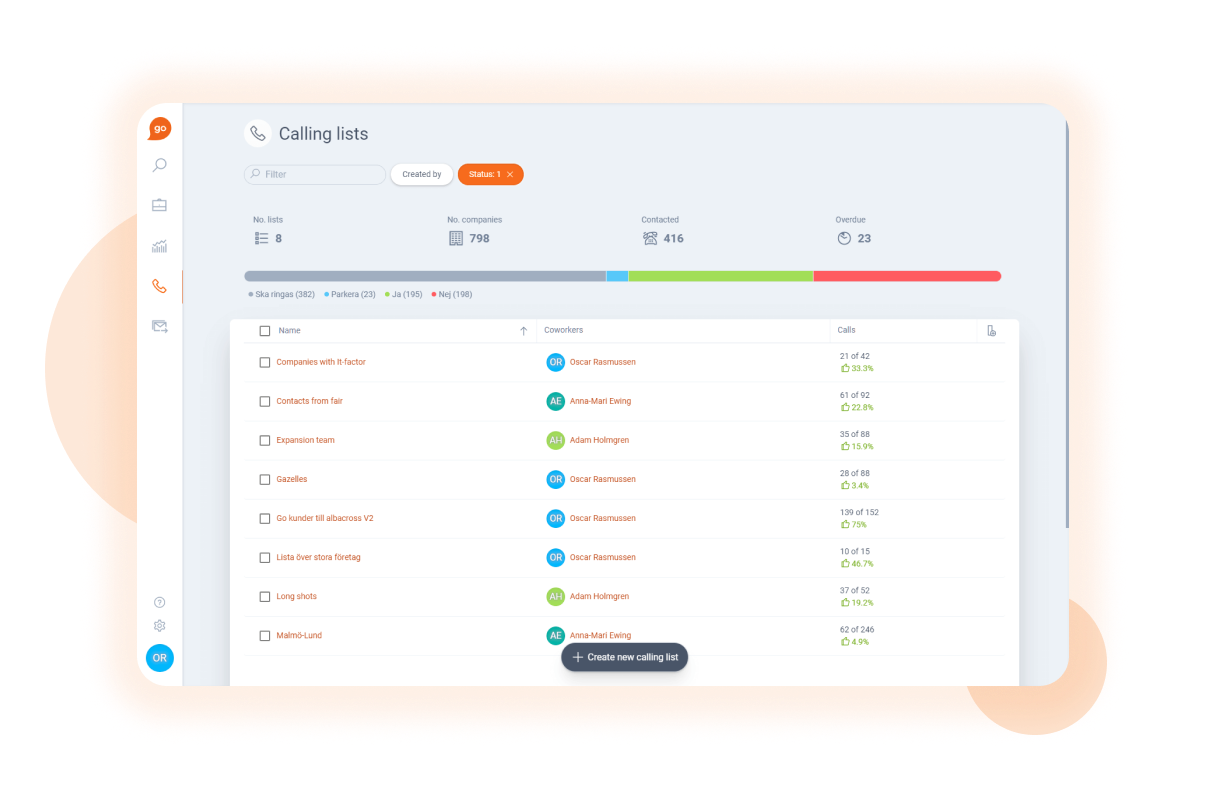 go
Calling lists
Filter
Created by
Status: 1
No. lists
8
No. companies
798
Contacted
416
Overdue
23
Ska ringas (382) Parkera (23) Ja (195) Nej (198)
Name Coworkers Calls
Companies with It-factor OR Oscar Rasmussen 21 of 42
33.3%
Contacts from fair AE Anna-Mari Ewing 61 of 92
22.8%
Expansion team AH Adam Holmgren 35 of 88
15.9%
Gazelles OR Oscar Rasmussen 28 of 88
3.4%
Go kunder till albacross V2 OR Oscar Rasmussen 139 of 152
75%
Lista över stora företag OR Oscar Rasmussen 10 of 15
46.7%
Long shots AH Adam Holmgren 37 of 52
19.2%
Malmö-Lund AE Anna-Mari Ewing 62 of 246
4.9%
Create new calling list
OR